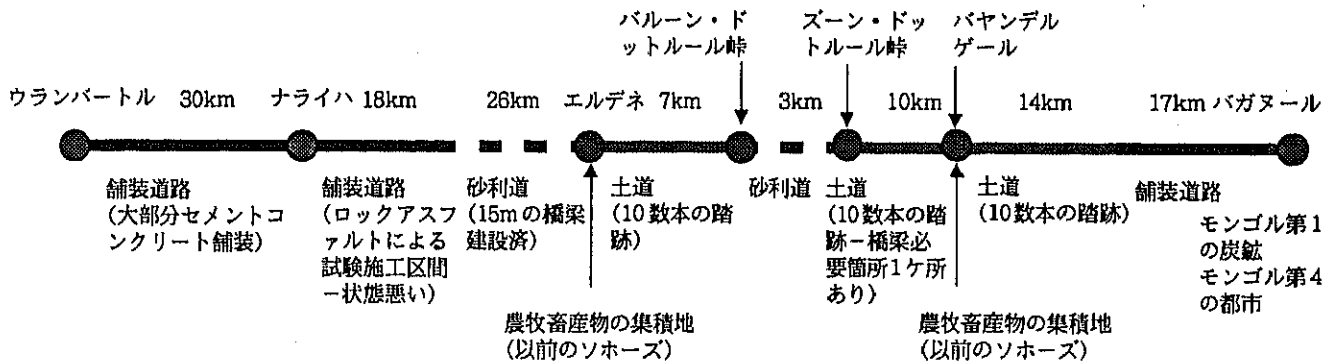 バルーン・ド
ットルール峠
ズーン・ドッ
トルール峠
バヤンデル
ゲール
ウランバートル 30km ナライハ 18km 26km エルデネ 7km 3km 10km 14km 17km バガヌール
舗装道路
(大部分セメントコ
ンクリート舗装)
舗装道路
(ロックアスフ
ァルトによる
試験施工区間
－状態悪い)
砂利道
(15mの橋梁
建設済)
土道
(10数本の踏
跡)
砂利道
土道
(10数本の踏
跡－橋梁必
要箇所1ケ所
あり)
土道
(10数本の踏跡)
舗装道路
モンゴル第1
の炭鉱
モンゴル第4
の都市
農牧畜産物の集積地
(以前のソホーズ)
農牧畜産物の集積地
(以前のソホーズ)